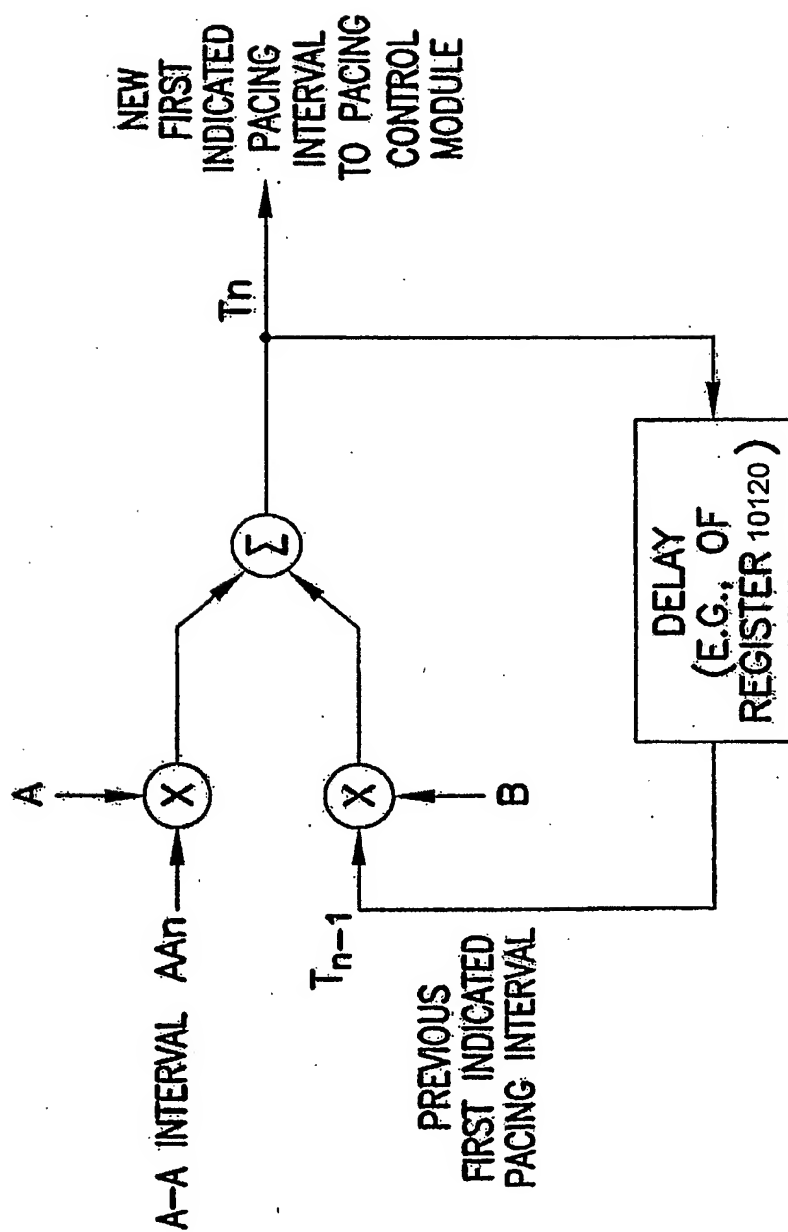 A
A-A INTERVAL AAn
X
Σ
Tn
NEW
FIRST
INDICATED
PACING
INTERVAL
TO PACING
CONTROL
MODULE
Tn-1
X
B
PREVIOUS
FIRST INDICATED
PACING INTERVAL
DELAY
(E.G., OF
REGISTER 10120)